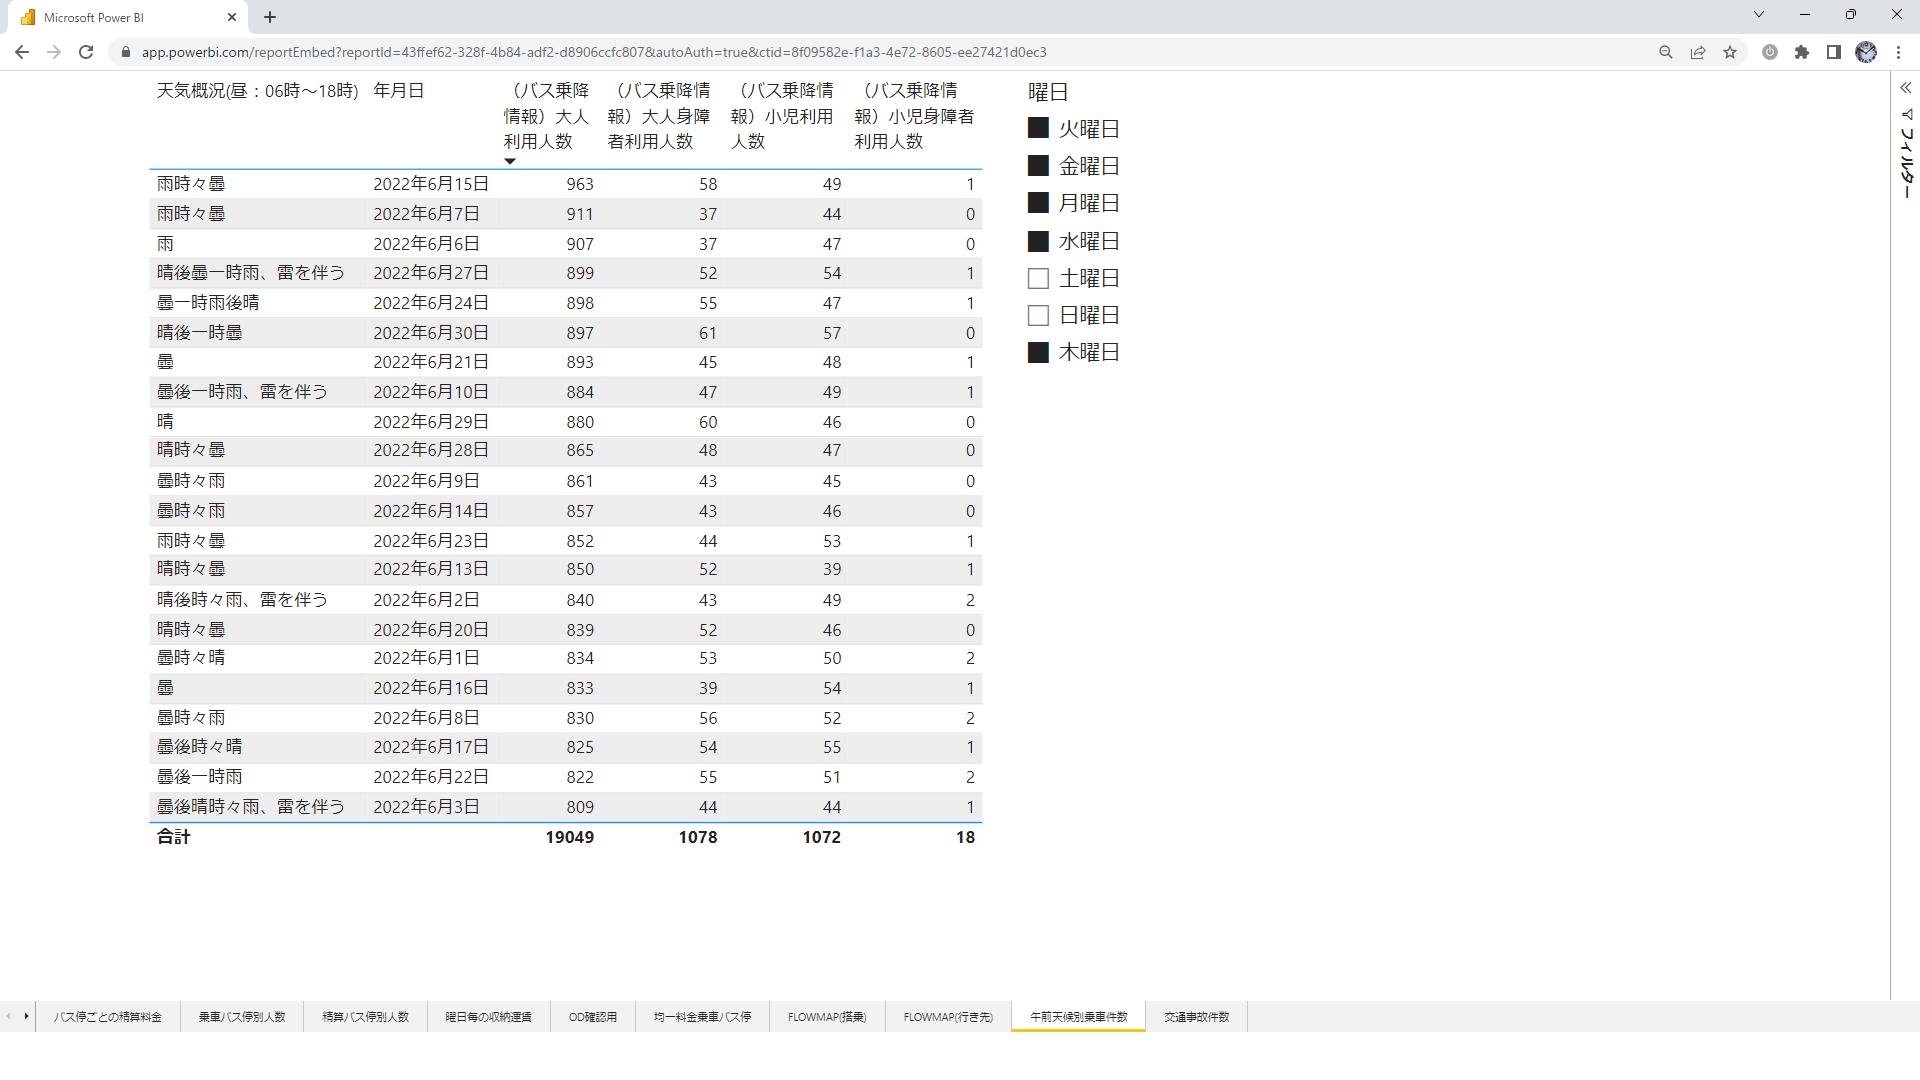 Microsoft Power BI
app.powerbi.com/reportEmbed?reportId=43ffef62-328f-4b84-adf2-d8906ccfc807&autoAuth=true&ctid=8f09582e-f1a3-4e72-8605-ee27421d0ec3
天気概況(昼：06時～18時) 年月日 （バス乗降情報）大人利用人数 （バス乗降情報）大人身障者利用人数 （バス乗降情報）小児利用人数 （バス乗降情報）小児身障者利用人数
雨時々曇 2022年6月15日 963 58 49 1
雨時々曇 2022年6月7日 911 37 44 0
雨 2022年6月6日 907 37 47 0
晴後曇一時雨、雷を伴う 2022年6月27日 899 52 54 1
曇一時雨後晴 2022年6月24日 898 55 47 1
晴後一時曇 2022年6月30日 897 61 57 0
曇 2022年6月21日 893 45 48 1
曇後一時雨、雷を伴う 2022年6月10日 884 47 49 1
晴 2022年6月29日 880 60 46 0
晴時々曇 2022年6月28日 865 48 47 0
曇時々雨 2022年6月9日 861 43 45 0
曇時々雨 2022年6月14日 857 43 46 0
雨時々曇 2022年6月23日 852 44 53 1
晴時々曇 2022年6月13日 850 52 39 1
晴後時々雨、雷を伴う 2022年6月2日 840 43 49 2
晴時々曇 2022年6月20日 839 52 46 0
曇時々晴 2022年6月1日 834 53 50 2
曇 2022年6月16日 833 39 54 1
曇時々雨 2022年6月8日 830 56 52 2
曇後時々晴 2022年6月17日 825 54 55 1
曇後一時雨 2022年6月22日 822 55 51 2
曇後晴時々雨、雷を伴う 2022年6月3日 809 44 44 1
合計 19049 1078 1072 18
曜日
火曜日
金曜日
月曜日
水曜日
土曜日
日曜日
木曜日
フィルター
バス停ごとの精算料金 乗車バス停別人数 精算バス停別人数 曜日毎の収納運賃 OD確認用 均一料金乗車バス停 FLOWMAP(搭乗) FLOWMAP(行き先) 午前天候別乗車件数 交通事故件数